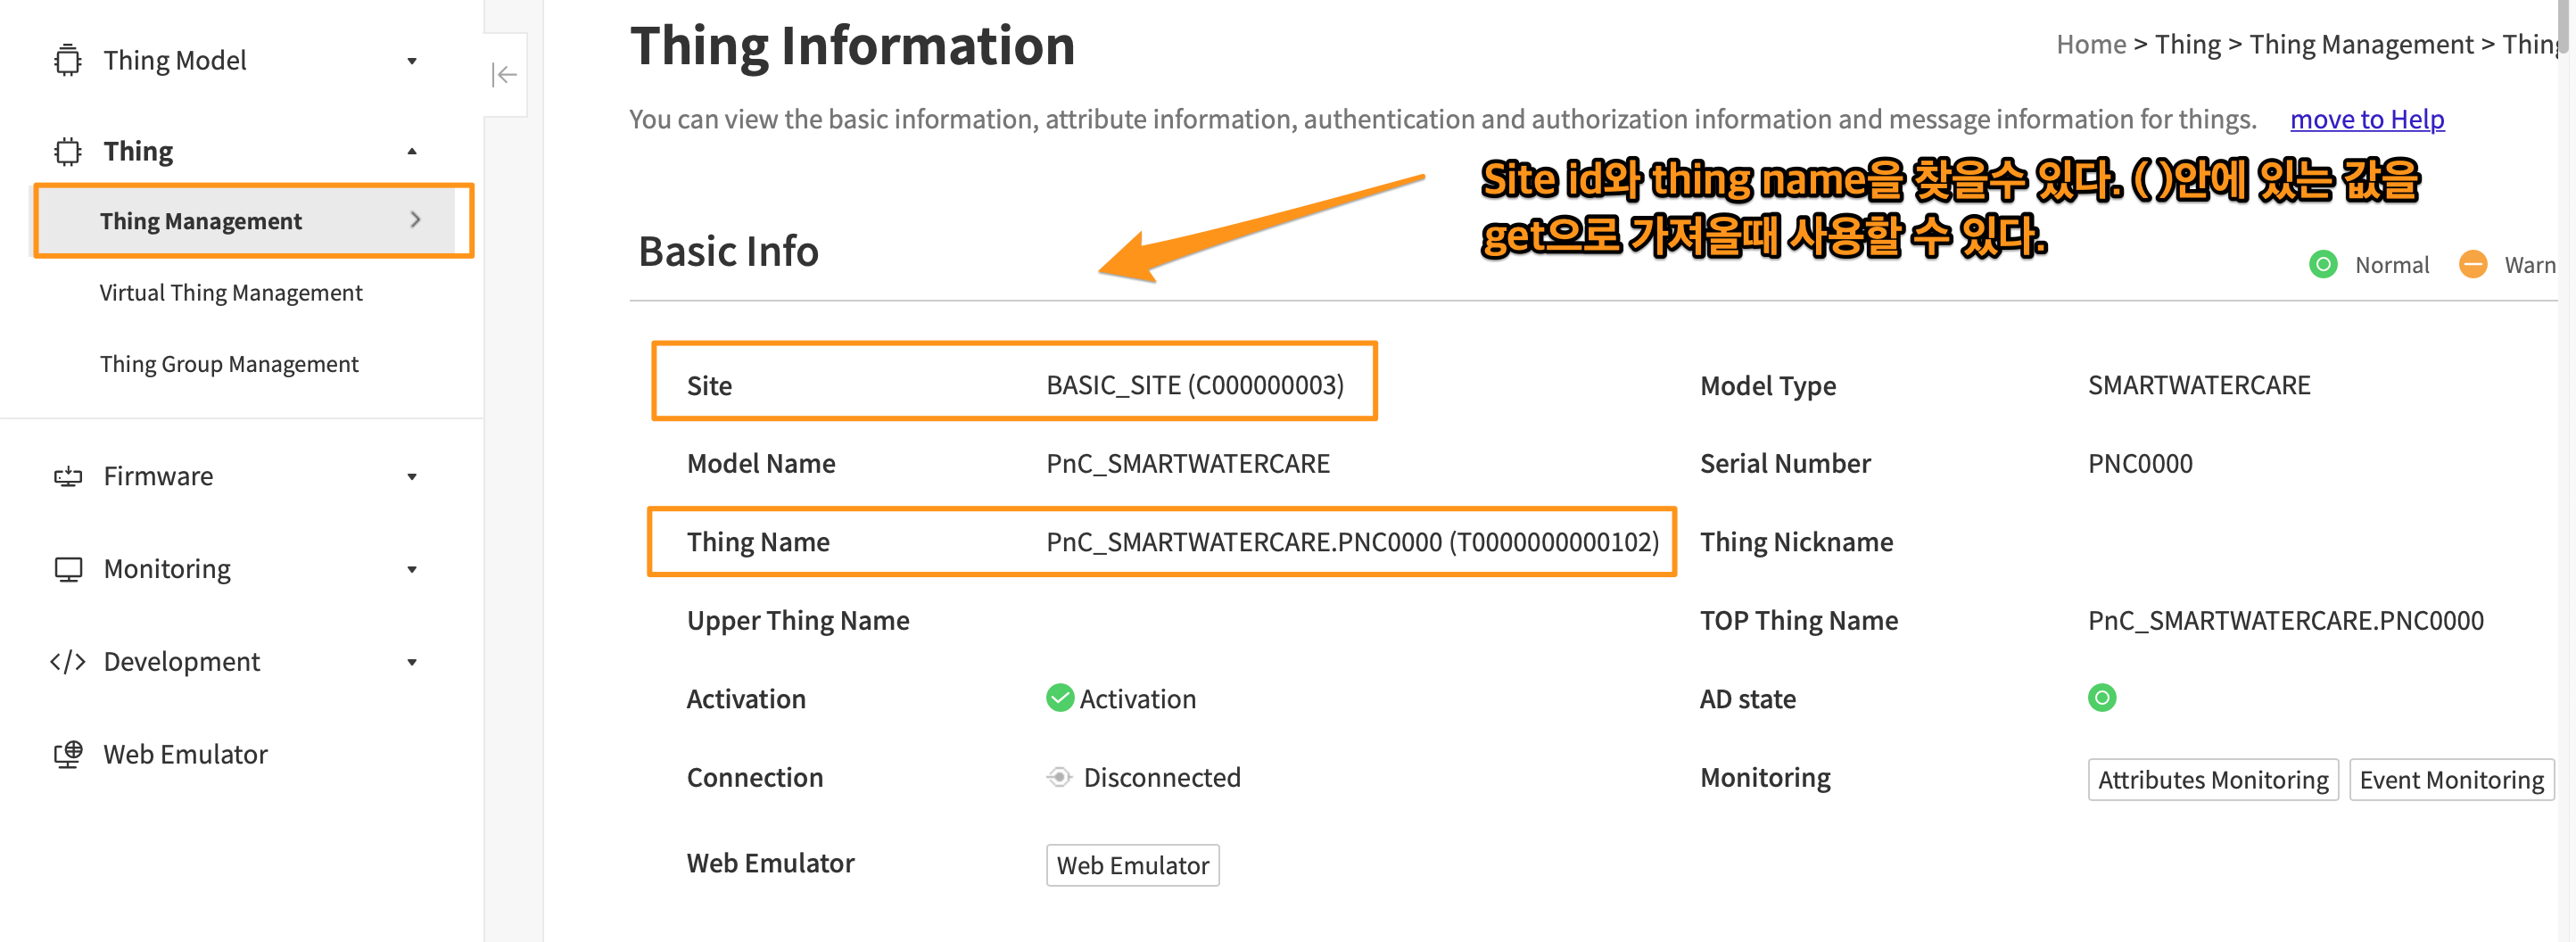 Thing Model
Thing
Thing Management
Virtual Thing Management
Thing Group Management
Firmware
Monitoring
Development
Web Emulator
Thing Information
Home > Thing > Thing Management > Thing
You can view the basic information, attribute information, authentication and authorization information and message information for things. move to Help
Site id와 thing name을 찾을수 있다. ( )안에 있는 값을
get으로 가져올때 사용할 수 있다.
Basic Info
Normal Warn
Site BASIC_SITE (C000000003) Model Type SMARTWATERCARE
Model Name PnC_SMARTWATERCARE Serial Number PNC0000
Thing Name PnC_SMARTWATERCARE.PNC0000 (T0000000000102) Thing Nickname
Upper Thing Name TOP Thing Name PnC_SMARTWATERCARE.PNC0000
Activation Activation AD state
Connection Disconnected Monitoring Attributes Monitoring Event Monitoring
Web Emulator Web Emulator